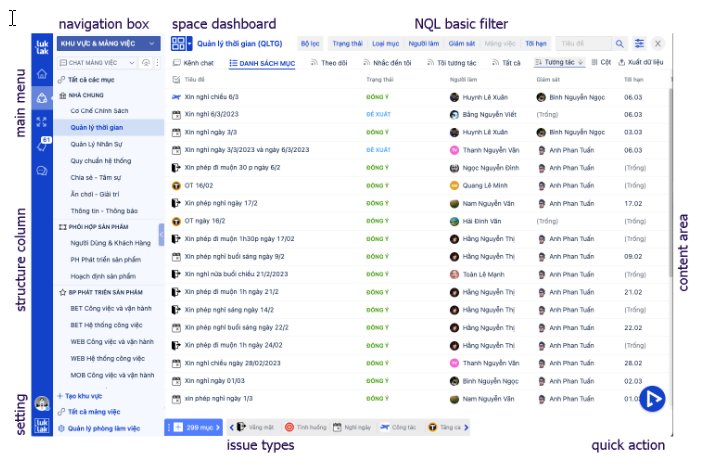 navigation box
space dashboard
NQL basic filter
main menu
structure column
setting
content area
issue types
quick action
luk
lak
61
luk
lak
KHU VỰC & MẢNG VIỆC
CHAT MẢNG VIỆC
Tất cả các mục
NHÀ CHUNG
Cơ Chế Chính Sách
Quản lý thời gian
Quản Lý Nhân Sự
Quy chuẩn hệ thống
Chia sẻ - Tâm sự
Ăn chơi - Giải trí
Thông tin - Thông báo
PHỐI HỢP SẢN PHẨM
Người Dùng & Khách Hàng
PH Phát triển sản phẩm
Hoạch định sản phẩm
BP PHÁT TRIỂN SẢN PHẨM
BET Công việc và vận hành
BET Hệ thống công việc
WEB Công việc và vận hành
WEB Hệ thống công việc
MOB Công việc và vận hành
+ Tạo khu vực
Tất cả mảng việc
Quản lý phòng làm việc
Quản lý thời gian (QLTG)
Bộ lọc Trạng thái Loại mục Người làm Giám sát Mảng việc Tới hạn Tiêu đề
Kênh chat DANH SÁCH MỤC Theo dõi Nhắc đến tôi Tôi tương tác Tất cả Tương tác Cột Xuất dữ liệu
Tiêu đề Trạng thái Người làm Giám sát Tới hạn
Xin nghỉ chiều 6/3 ĐỒNG Ý Huynh Lê Xuân Bình Nguyễn Ngọc 06.03
Xin nghỉ 6/3/2023 ĐỀ XUẤT Bằng Nguyễn Viết (Trống) 06.03
Xin nghỉ ngày 3/3 ĐỒNG Ý Huynh Lê Xuân Bình Nguyễn Ngọc 03.03
Xin nghỉ ngày 3/3/2023 và ngày 6/3/2023 ĐỀ XUẤT Thanh Nguyễn Văn Anh Phan Tuấn 06.03
Xin phép đi muộn 30 p ngày 6/2 ĐỒNG Ý Ngọc Nguyễn Đình Anh Phan Tuấn (Trống)
OT 16/02 ĐỒNG Ý Quang Lê Minh Anh Phan Tuấn (Trống)
Xin phép nghỉ ngày 17/2 ĐỒNG Ý Nam Nguyễn Văn Anh Phan Tuấn 17.02
OT ngày 16/2 ĐỒNG Ý Hải Đinh Văn (Trống) (Trống)
Xin phép đi muộn 1h30p ngày 17/02 ĐỒNG Ý Hằng Nguyễn Thị Anh Phan Tuấn (Trống)
Xin phép nghỉ buổi sáng ngày 9/2 ĐỒNG Ý Hằng Nguyễn Thị Anh Phan Tuấn 09.02
Xin nghỉ nửa buổi chiều 21/2/2023 ĐỒNG Ý Toàn Lê Mạnh Anh Phan Tuấn (Trống)
Xin phép đi muộn 1h ngày 21/2 ĐỒNG Ý Hằng Nguyễn Thị Anh Phan Tuấn 21.02
Xin phép nghỉ sáng ngày 14/2 ĐỒNG Ý Hằng Nguyễn Thị Anh Phan Tuấn (Trống)
Xin phép nghỉ buổi sáng ngày 22/2 ĐỒNG Ý Hằng Nguyễn Thị Anh Phan Tuấn 22.02
Xin phép đi muộn 1h ngày 24/02 ĐỒNG Ý Hằng Nguyễn Thị Anh Phan Tuấn (Trống)
Xin nghỉ chiều ngày 28/02/2023 ĐỒNG Ý Thanh Nguyễn Văn Anh Phan Tuấn 28.02
Xin nghỉ ngày 01/03 ĐỒNG Ý Bình Nguyễn Ngọc Anh Phan Tuấn 02.03
xin phép nghỉ ngày 1/3 ĐỒNG Ý Nam Nguyễn Văn Anh Phan Tuấn
299 mục Vắng mặt Tình huống Nghỉ ngày Công tác Tăng ca